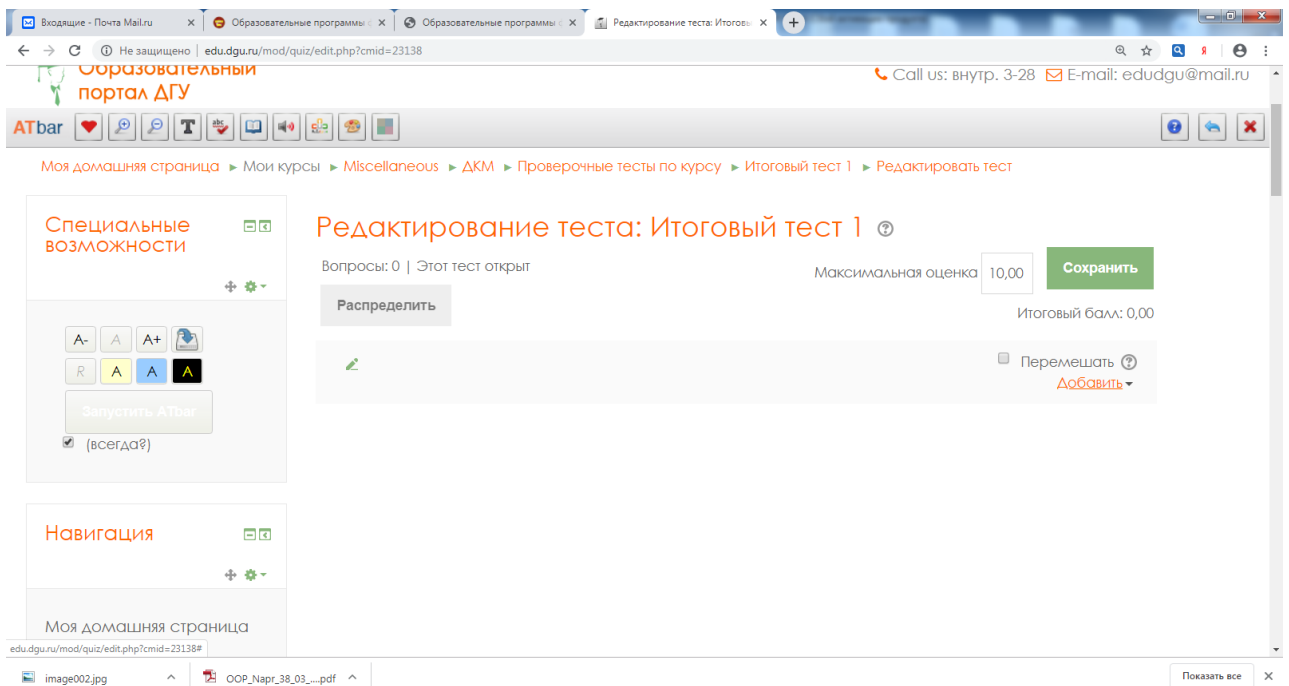 Входящие - Почта Mail.ru
Образовательные программы с
Образовательные программы с
Редактирование теста: Итоговы
Не защищено | edu.dgu.ru/mod/quiz/edit.php?cmid=23138
Образовательный
портал ДГУ
Call us: внутр. 3-28 E-mail: edudgu@mail.ru
ATbar
Моя домашняя страница ► Мои курсы ► Miscellaneous ► ДКМ ► Проверочные тесты по курсу ► Итоговый тест 1 ► Редактировать тест
Специальные
возможности
A- A A+
R A A A
Запустить ATbar
(всегда?)
Редактирование теста: Итоговый тест 1
Вопросы: 0 | Этот тест открыт
Максимальная оценка 10,00 Сохранить
Распределить
Итоговый балл: 0,00
Перемешать
Добавить
Навигация
Моя домашняя страница
edu.dgu.ru/mod/quiz/edit.php?cmid=23138#
image002.jpg
OOP_Napr_38_03_....pdf
Показать все